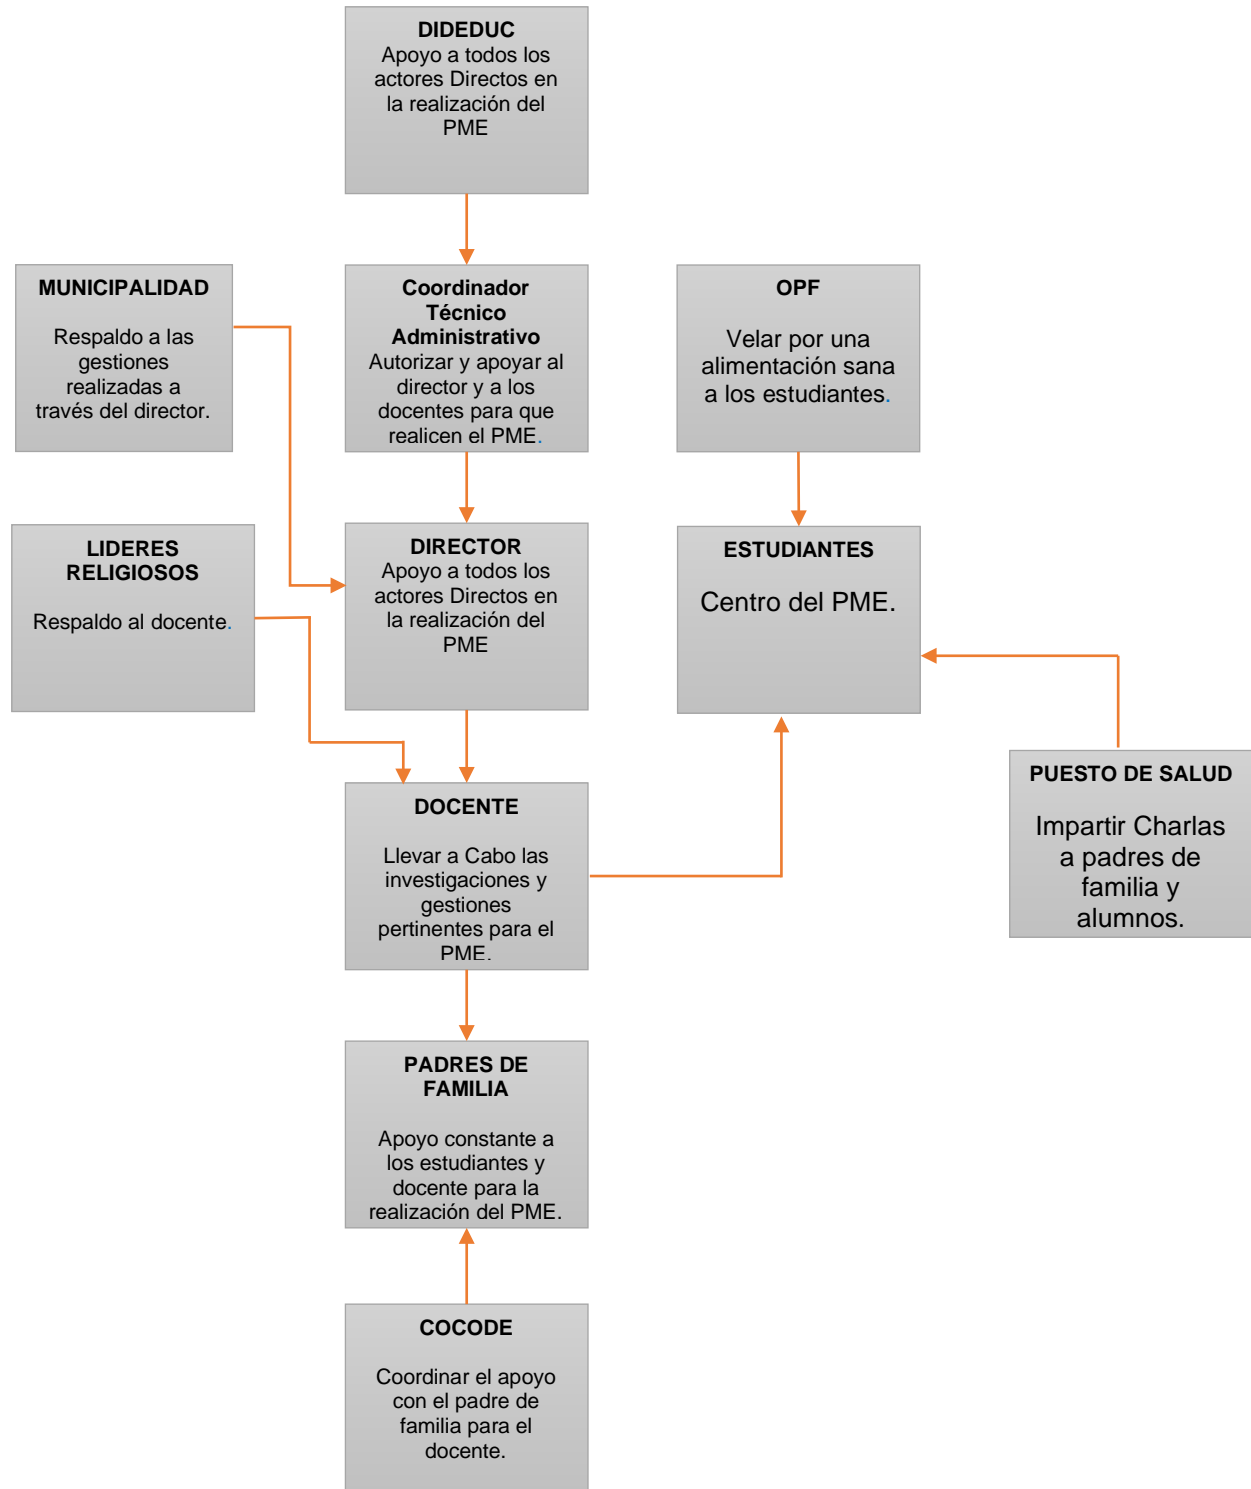 DIDEDUC
Apoyo a todos los
actores Directos en
la realización del
PME
MUNICIPALIDAD
Respaldo a las
gestiones
realizadas a
través del director.
Coordinador
Técnico
Administrativo
Autorizar y apoyar al
director y a los
docentes para que
realicen el PME.
OPF
Velar por una
alimentación sana
a los estudiantes.
LIDERES
RELIGIOSOS
Respaldo al docente.
DIRECTOR
Apoyo a todos los
actores Directos en
la realización del
PME
ESTUDIANTES
Centro del PME.
PUESTO DE SALUD
Impartir Charlas
a padres de
familia y
alumnos.
DOCENTE
Llevar a Cabo las
investigaciones y
gestiones
pertinentes para el
PME.
PADRES DE
FAMILIA
Apoyo constante a
los estudiantes y
docente para la
realización del PME.
COCODE
Coordinar el apoyo
con el padre de
familia para el
docente.